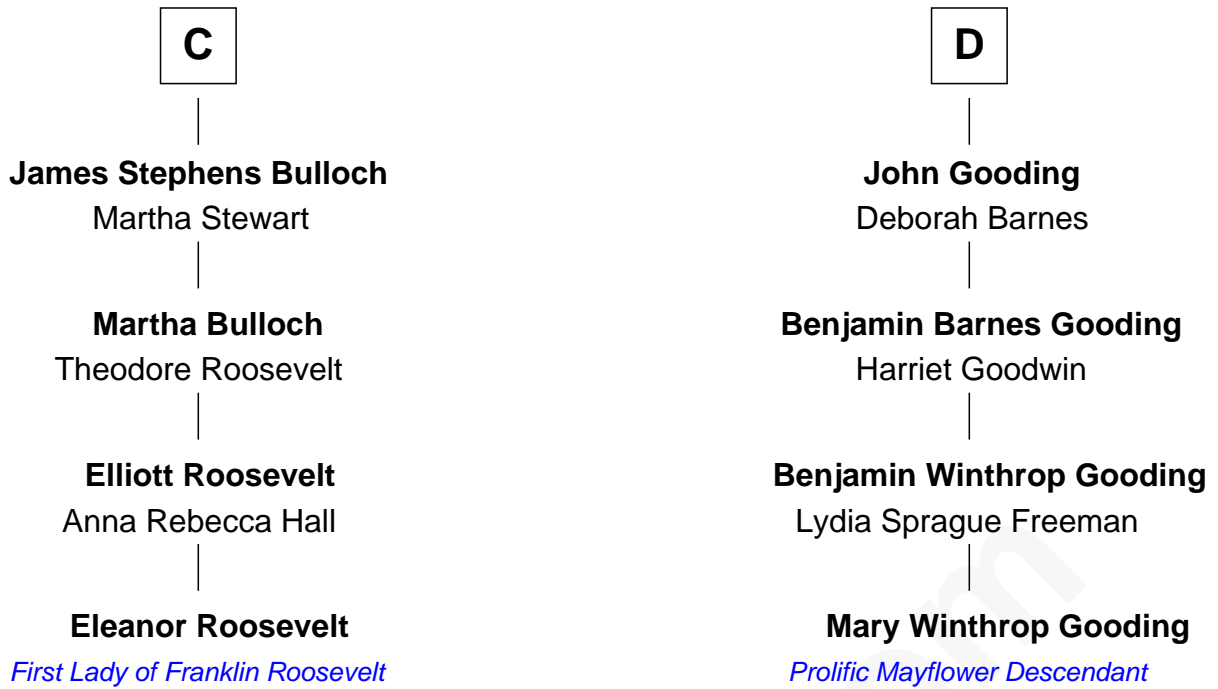 C
James Stephens Bulloch
Martha Stewart
Martha Bulloch
Theodore Roosevelt
Elliott Roosevelt
Anna Rebecca Hall
Eleanor Roosevelt
First Lady of Franklin Roosevelt
D
John Gooding
Deborah Barnes
Benjamin Barnes Gooding
Harriet Goodwin
Benjamin Winthrop Gooding
Lydia Sprague Freeman
Mary Winthrop Gooding
Prolific Mayflower Descendant